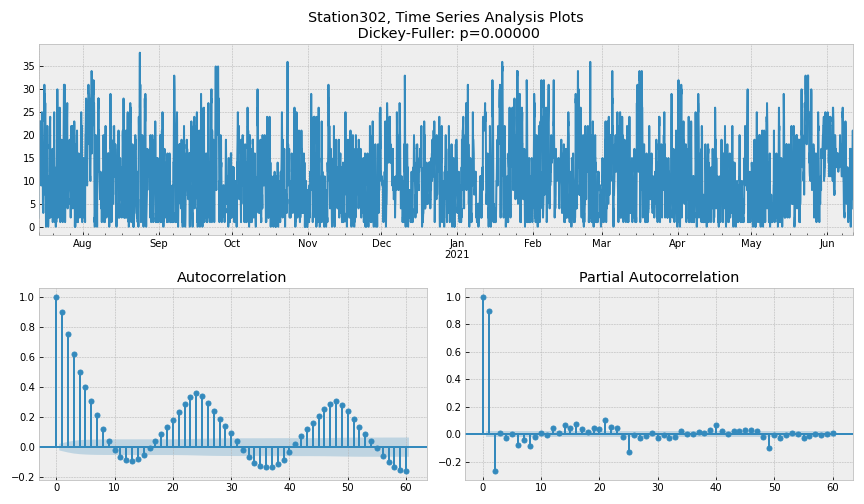 Station302, Time Series Analysis Plots
Dickey-Fuller: p=0.00000
35
30
25
20
15
10
5
0
Aug
Sep
Oct
Nov
Dec
Jan
2021
Feb
Mar
Apr
May
Jun
Autocorrelation
1.0
0.8
0.6
0.4
0.2
0.0
−0.2
0
10
20
30
40
50
60
Partial Autocorrelation
1.0
0.8
0.6
0.4
0.2
0.0
−0.2
0
10
20
30
40
50
60